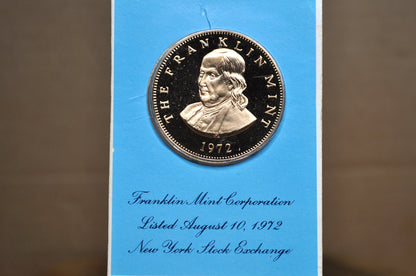 THE FRANKLIN MINT
1972
Franklin Mint Corporation
Listed August 10, 1972
New York Stock Exchange